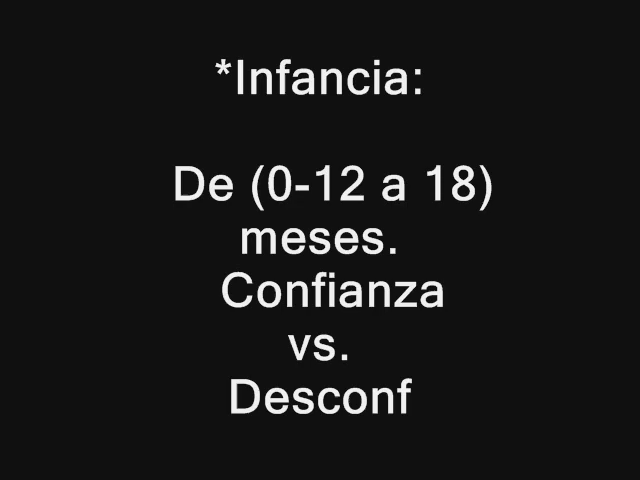 *Infancia:
De (0-12 a 18)
meses.
Confianza
vs.
Desconf